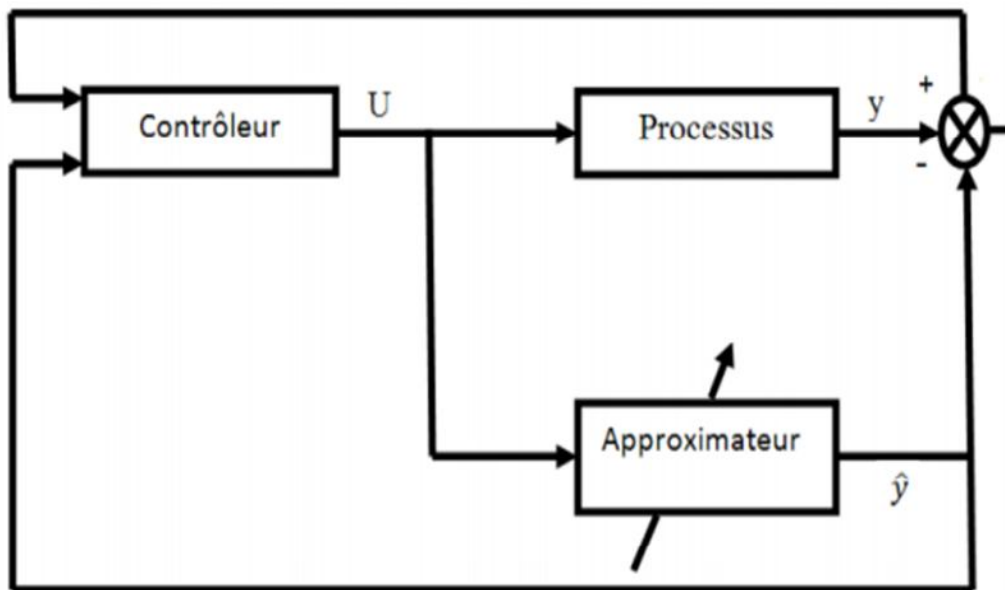 Contrôleur
U
Processus
y
+
-
Approximateur
ŷ